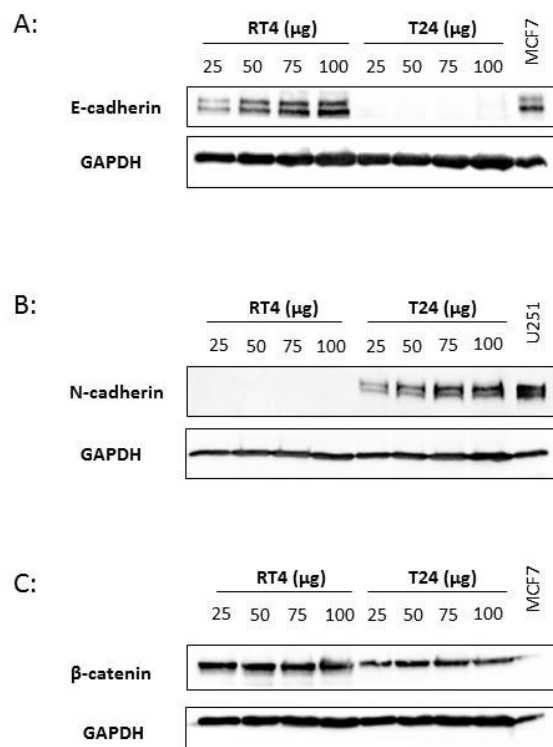 A:
RT4 (µg) T24 (µg) MCF7
25 50 75 100 25 50 75 100
E-cadherin
GAPDH
B:
RT4 (µg) T24 (µg) U251
25 50 75 100 25 50 75 100
N-cadherin
GAPDH
C:
RT4 (µg) T24 (µg) MCF7
25 50 75 100 25 50 75 100
β-catenin
GAPDH